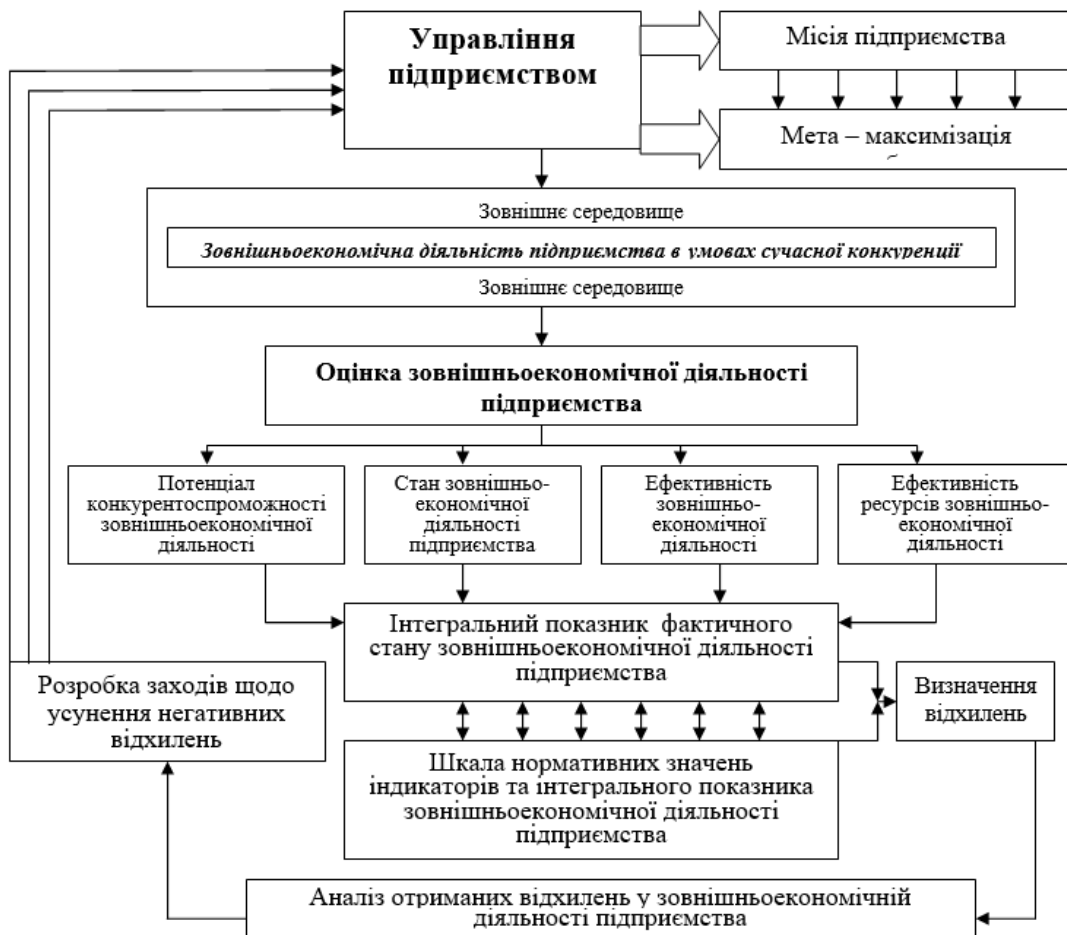 Управління
підприємством
Місія підприємства
Мета – максимізація
Зовнішнє середовище
Зовнішньоекономічна діяльність підприємства в умовах сучасної конкуренції
Зовнішнє середовище
Оцінка зовнішньоекономічної діяльності
підприємства
Потенціал
конкурентоспроможності
зовнішньоекономічної
діяльності
Стан зовнішньо-
економічної
діяльності
підприємства
Ефективність
зовнішньо-
економічної
діяльності
Ефективність
ресурсів зовнішньо-
економічної
діяльності
Інтегральний показник фактичного
стану зовнішньоекономічної діяльності
підприємства
Розробка заходів щодо
усунення негативних
відхилень
Визначення
відхилень
Шкала нормативних значень
індикаторів та інтегрального показника
зовнішньоекономічної діяльності
підприємства
Аналіз отриманих відхилень у зовнішньоекономічній
діяльності підприємства